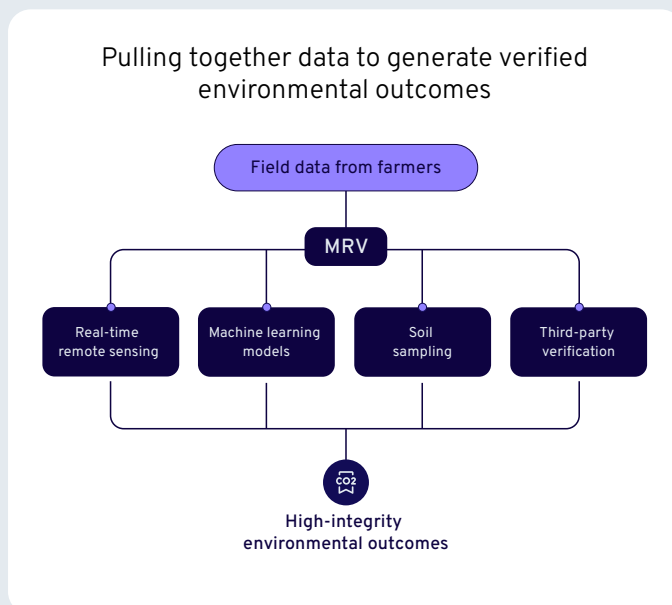 Pulling together data to generate verified
environmental outcomes
Field data from farmers
MRV
Real-time
remote sensing
Machine learning
models
Soil
sampling
Third-party
verification
CO2
High-integrity
environmental outcomes